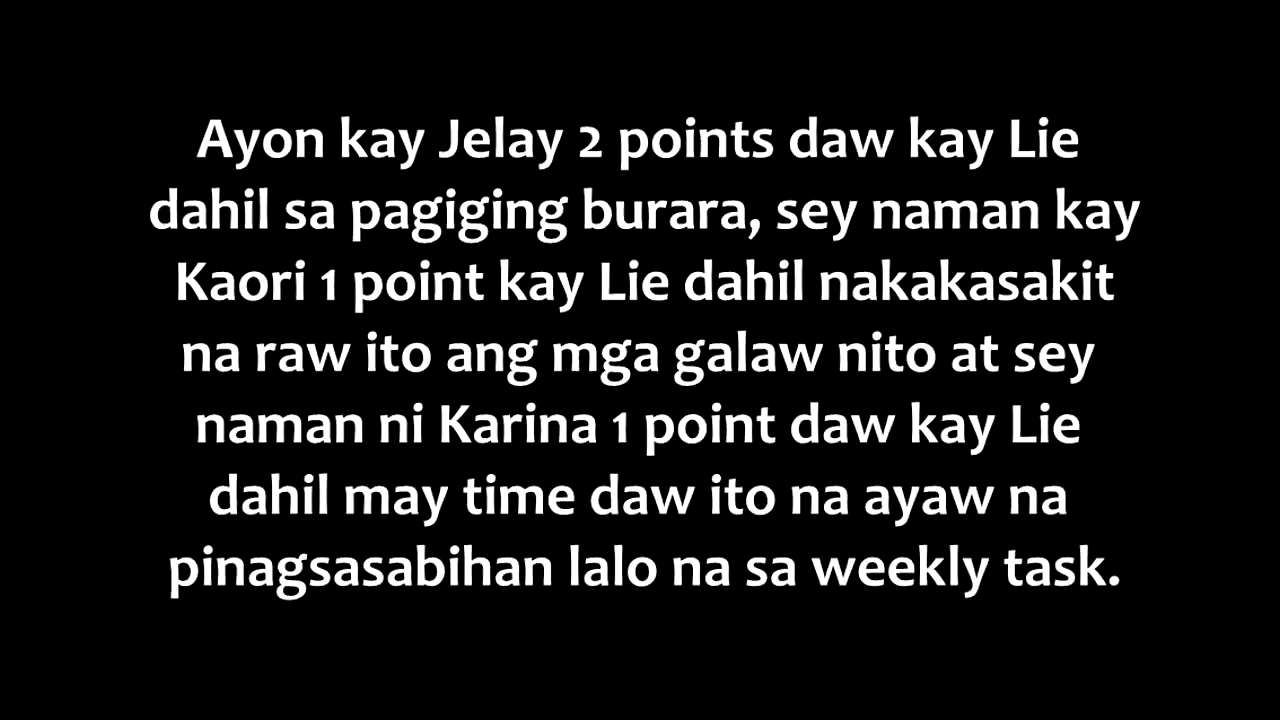 Ayon kay Jelay 2 points daw kay Lie
dahil sa pagiging burara, sey naman kay
Kaori 1 point kay Lie dahil nakakasakit
na raw ito ang mga galaw nito at sey
naman ni Karina 1 point daw kay Lie
dahil may time daw ito na ayaw na
pinagsasabihan lalo na sa weekly task.